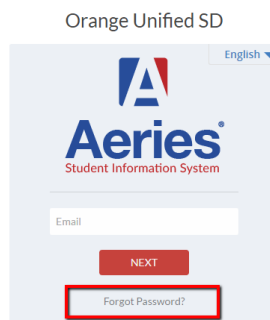 Orange Unified SD
English
Aeries®
Student Information System
Email
NEXT
Forgot Password?